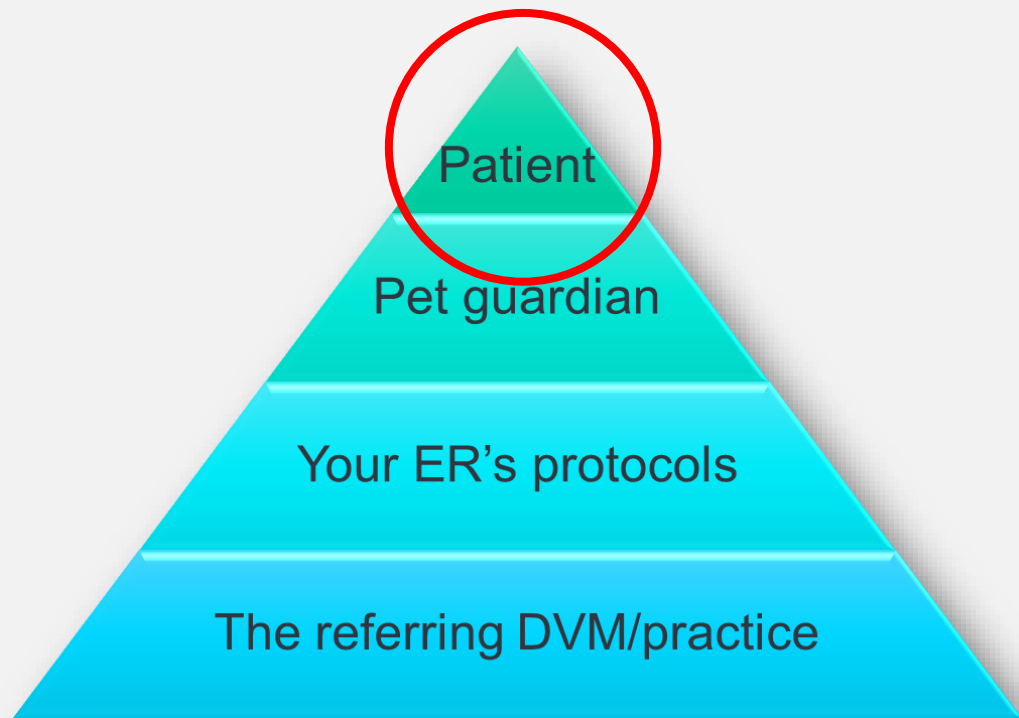 Patient
Pet guardian
Your ER’s protocols
The referring DVM/practice